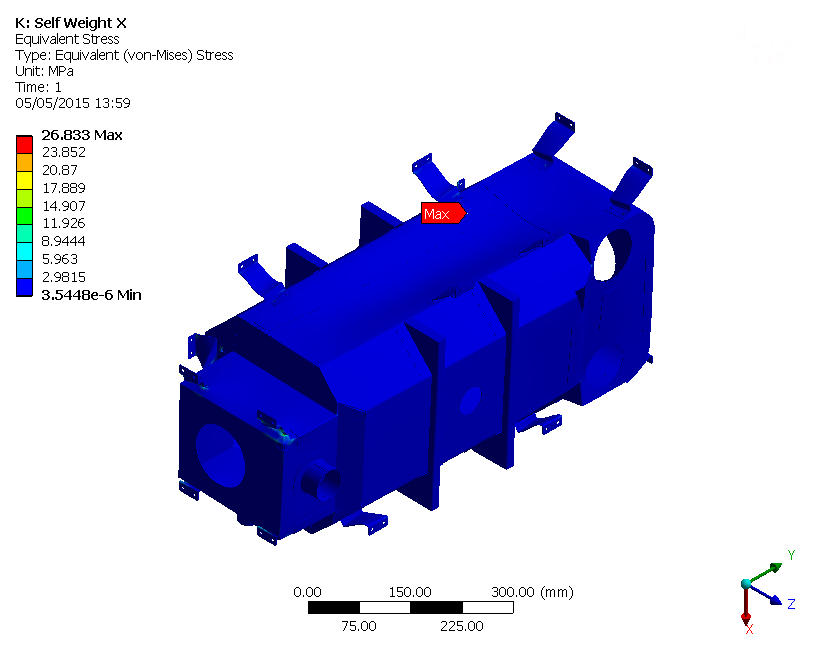 K: Self Weight X
Equivalent Stress
Type: Equivalent (von-Mises) Stress
Unit: MPa
Time: 1
05/05/2015 13:59
26.833 Max
23.852
20.87
17.889
14.907
11.926
8.9444
5.963
2.9815
3.5448e-6 Min
Max
0.00 150.00 300.00 (mm)
75.00 225.00
Y
Z
X